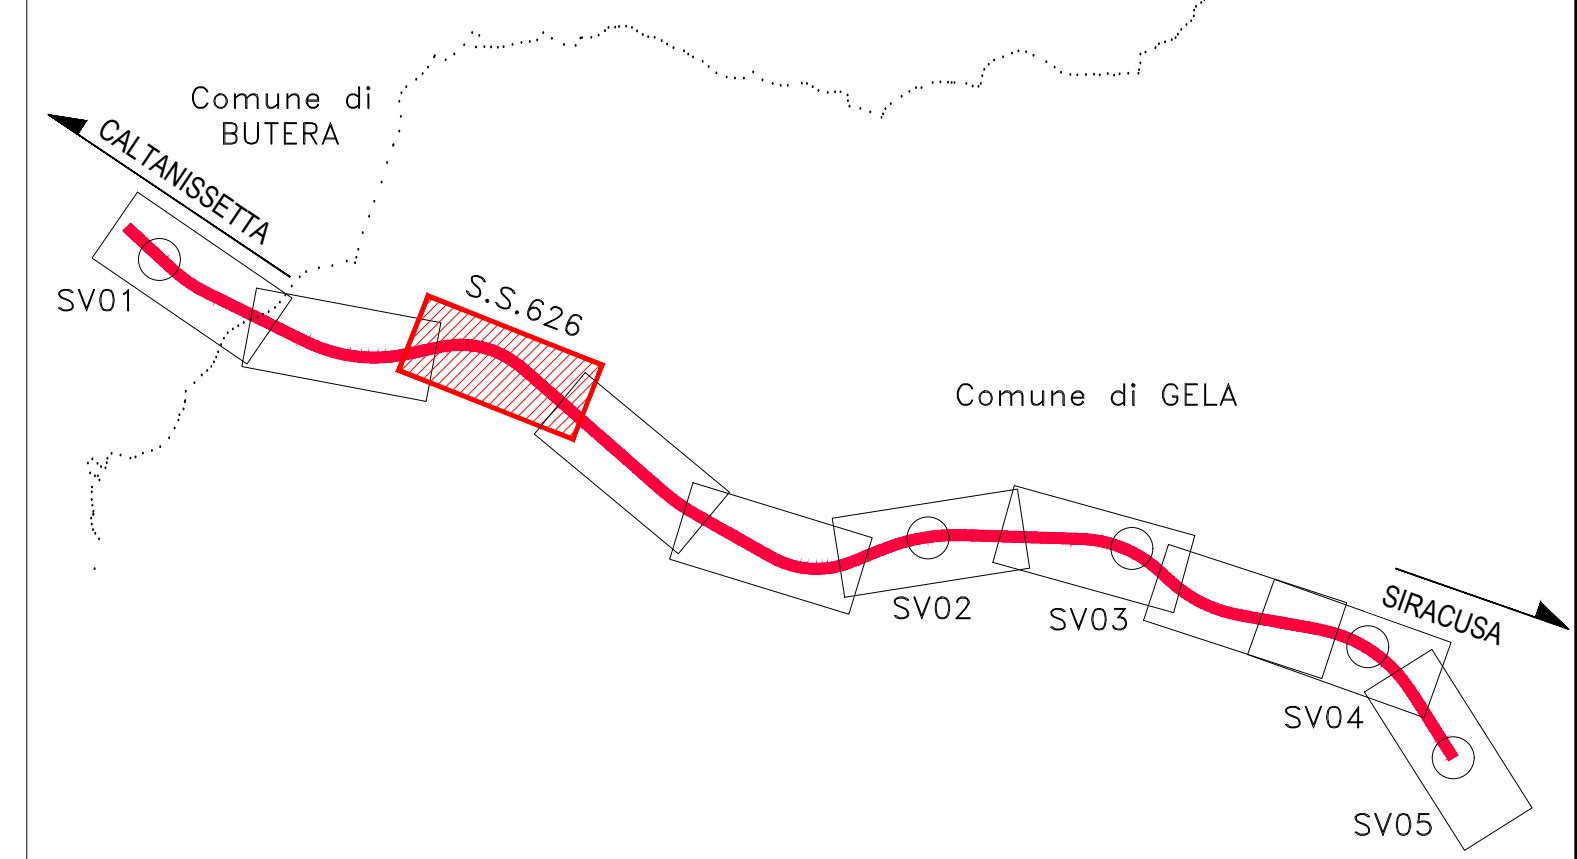 Comune di
BUTERA
CALTANISSETTA
SV01
S.S.626
Comune di GELA
SV02
SV03
SIRACUSA
SV04
SV05